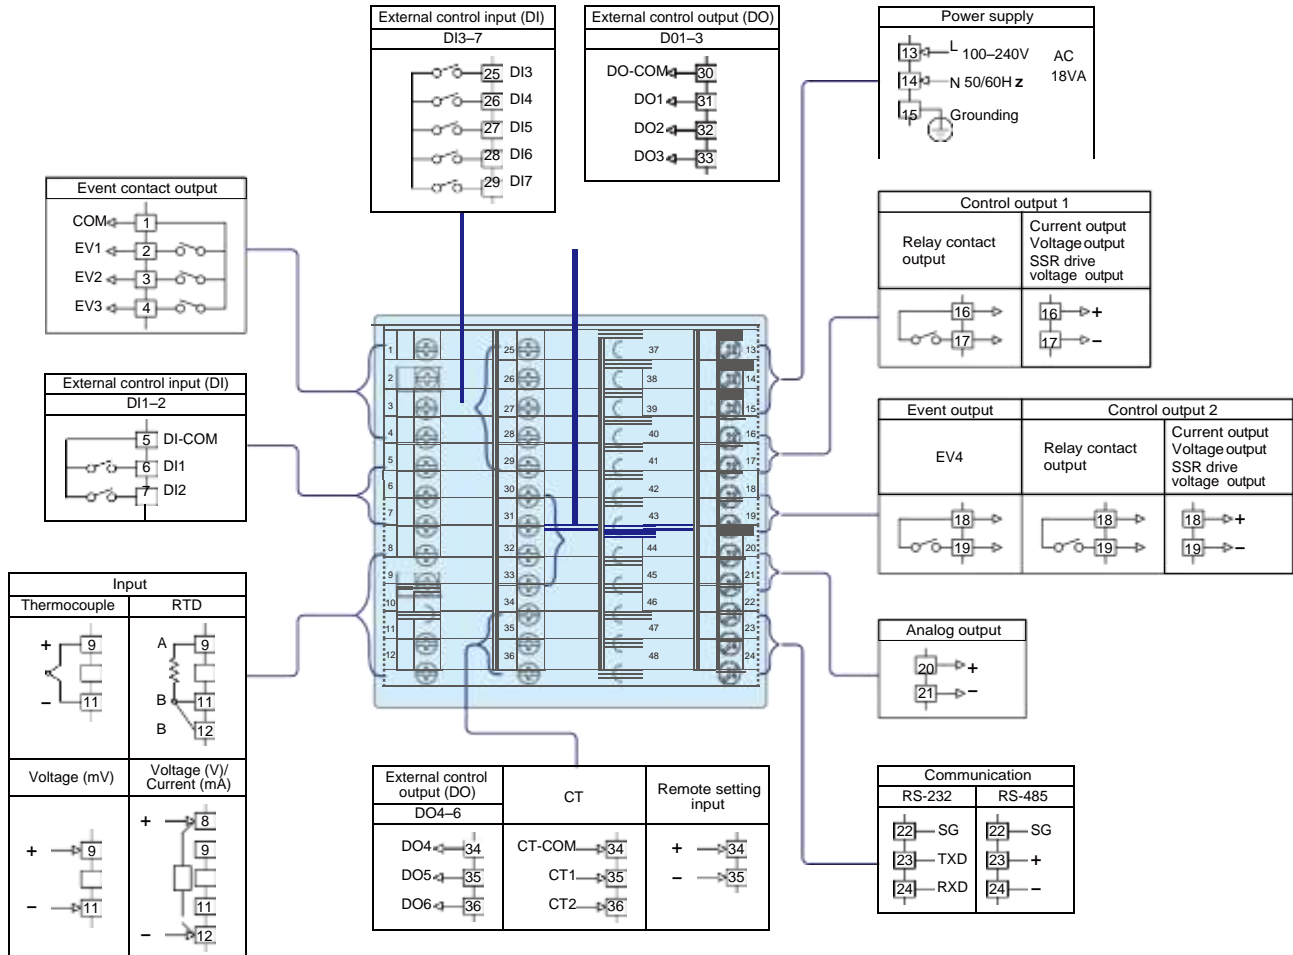 External control input (DI)
DI3–7
25 DI3
26 DI4
27 DI5
28 DI6
29 DI7
External control output (DO)
D01–3
DO-COM 30
DO1 31
DO2 32
DO3 33
Power supply
13 L 100–240V AC
14 N 50/60H z 18VA
15 Grounding
Event contact output
COM 1
EV1 2
EV2 3
EV3 4
Control output 1
Relay contact output
Current output
Voltage output
SSR drive
voltage output
16 16 +
17 17 –
External control input (DI)
DI1–2
5 DI-COM
6 DI1
7 DI2
Event output
Control output 2
EV4
Relay contact output
Current output
Voltage output
SSR drive
voltage output
18 18 18 +
19 19 19 –
1 25 37 13
2 26 38 14
3 27 39 15
4 28 40 16
5 29 41 17
6 30 42 18
7 31 43 19
8 32 44 20
9 33 45 21
10 34 46 22
11 35 47 23
12 36 48 24
Input
Thermocouple RTD
+ 9
– 11
A 9
B 11
B 12
Voltage (mV)
Voltage (V)/
Current (mA)
+ 9
– 11
+ 8
9
11
– 12
Analog output
20 +
21 –
External control
output (DO)
DO4–6
DO4 34
DO5 35
DO6 36
CT
CT-COM 34
CT1 35
CT2 36
Remote setting
input
+ 34
– 35
Communication
RS-232 RS-485
22 SG 22 SG
23 TXD 23 +
24 RXD 24 –